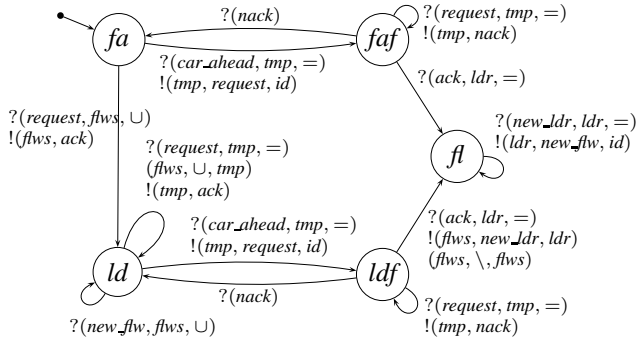 ?(nack)
?(request, tmp, =)
!(tmp, nack)
fa
faf
?(car_ahead, tmp, =)
!(tmp, request, id)
?(ack, ldr, =)
?(request, flws, ∪)
!(flws, ack)
?(new_ldr, ldr, =)
!(ldr, new_flw, id)
?(request, tmp, =)
(flws, ∪, tmp)
!(tmp, ack)
fl
?(car_ahead, tmp, =)
!(tmp, request, id)
?(ack, ldr, =)
!(flws, new_ldr, ldr)
(flws, \, flws)
ld
ldf
?(nack)
?(new_flw, flws, ∪)
?(request, tmp, =)
!(tmp, nack)